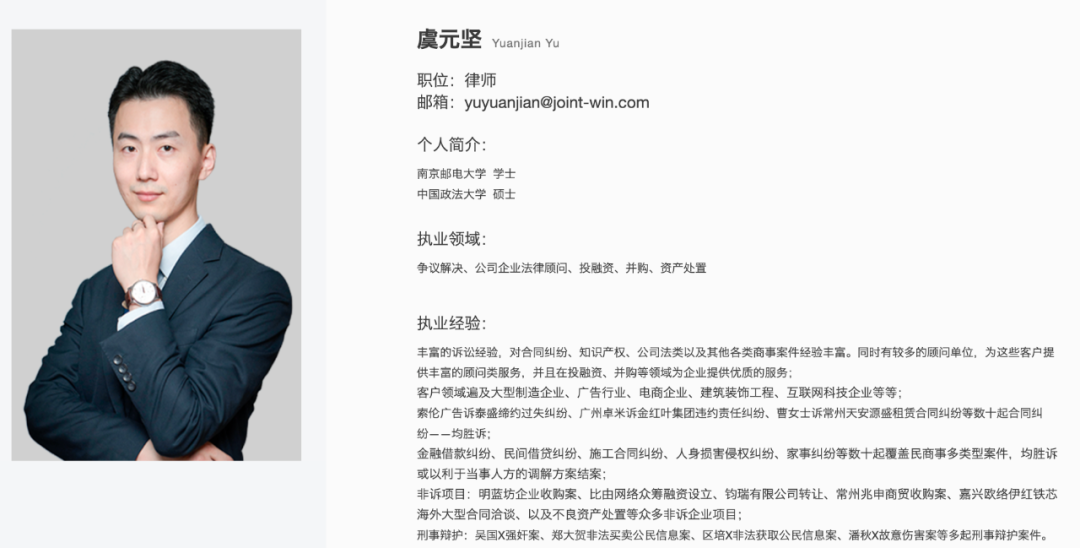 虞元坚 Yuanjian Yu
职位：律师
邮箱：yuyuanjian@joint-win.com
个人简介：
南京邮电大学 学士
中国政法大学 硕士
执业领域：
争议解决、公司企业法律顾问、投融资、并购、资产处置
执业经验：
丰富的诉讼经验，对合同纠纷、知识产权、公司法类以及其他各类商事案件经验丰富。同时有较多的顾问单位，为这些客户提
供丰富的顾问类服务，并且在投融资、并购等领域为企业提供优质的服务；
客户领域遍及大型制造企业、广告行业、电商企业、建筑装饰工程、互联网科技企业等等；
索伦广告诉泰盛缔约过失纠纷、广州卓米诉金红叶集团违约责任纠纷、曹女士诉常州天安源盛租赁合同纠纷等数十起合同纠
纷——均胜诉；
金融借款纠纷、民间借贷纠纷、施工合同纠纷、人身损害侵权纠纷、家事纠纷等数十起覆盖民商事多类型案件，均胜诉
或以利于当事人方的调解方案结案；
非诉项目：明蓝坊企业收购案、比由网络众筹融资设立、钧瑞有限公司转让、常州兆申商贸收购案、嘉兴欧络伊红铁芯
海外大型合同洽谈、以及不良资产处置等众多非诉企业项目；
刑事辩护：吴国X强奸案、郑大贺非法买卖公民信息案、区培X非法获取公民信息案、潘秋X故意伤害案等多起刑事辩护案件。